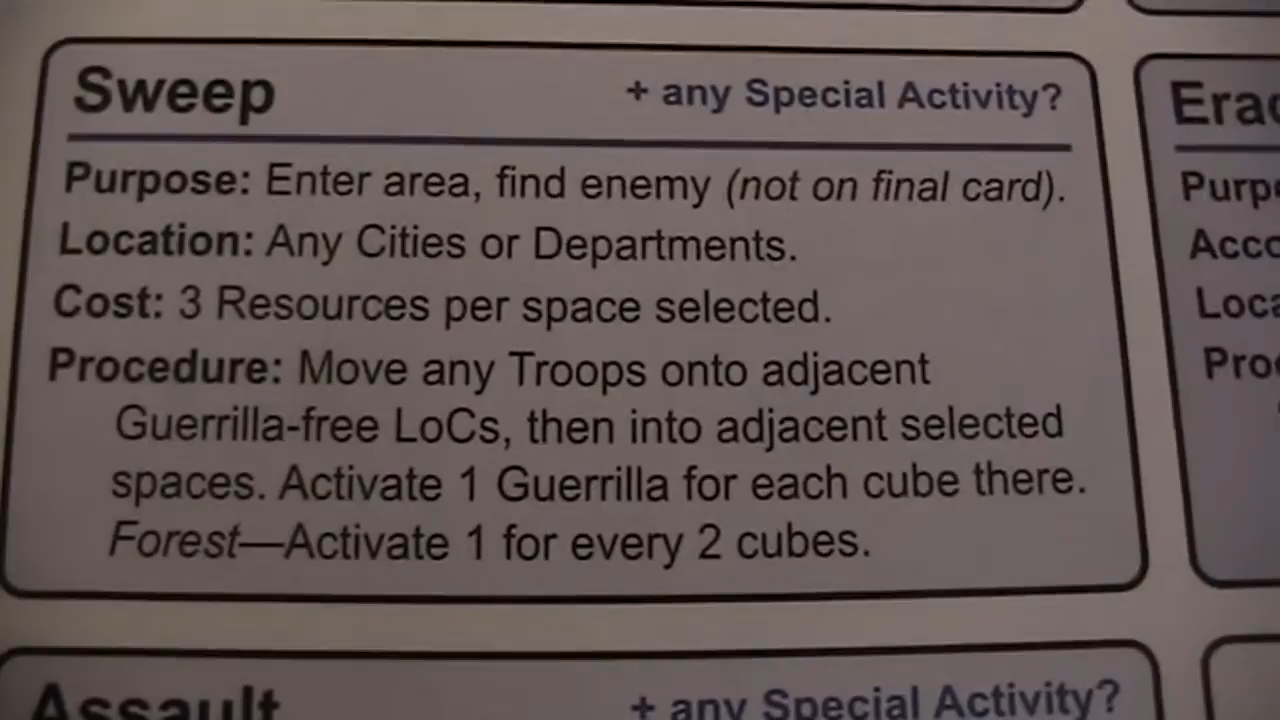 Sweep + any Special Activity?
Purpose: Enter area, find enemy (not on final card).
Location: Any Cities or Departments.
Cost: 3 Resources per space selected.
Procedure: Move any Troops onto adjacent
Guerrilla-free LoCs, then into adjacent selected
spaces. Activate 1 Guerrilla for each cube there.
Forest—Activate 1 for every 2 cubes.
Assault + any Special Activity?